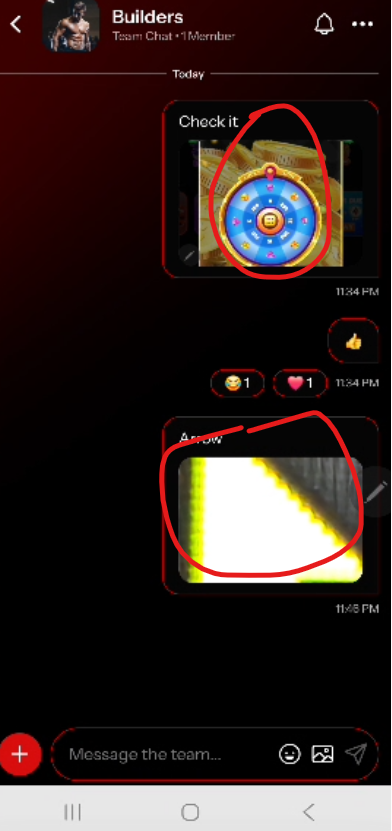 Builders
Team Chat • 1 Member
Today
Check it
11:34 PM
1
1
11:34 PM
Arrow
11:46 PM
Message the team...